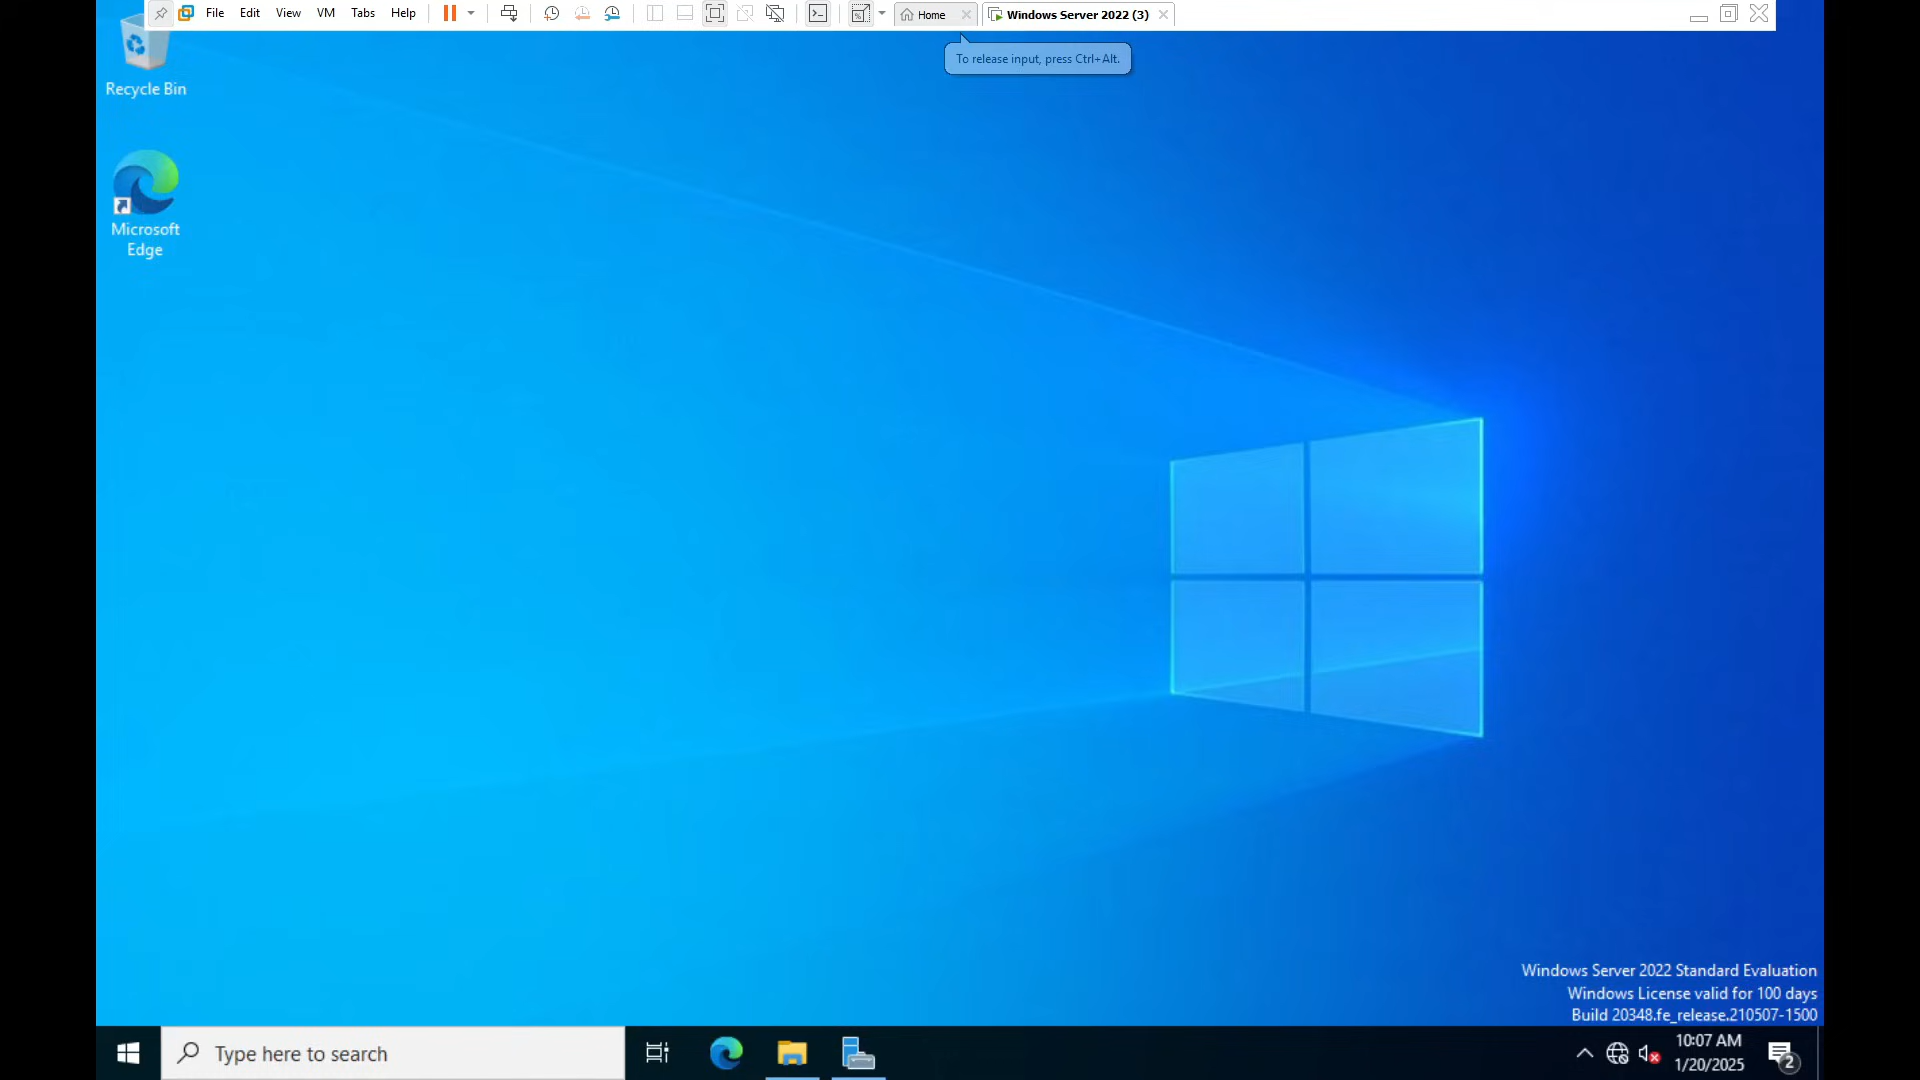 File Edit View VM Tabs Help Home Windows Server 2022 (3)
To release input, press Ctrl+Alt.
Recycle Bin
Microsoft
Edge
Windows Server 2022 Standard Evaluation
Windows License valid for 100 days
Build 20348.fe_release.210507-1500
Type here to search
10:07 AM
1/20/2025
2